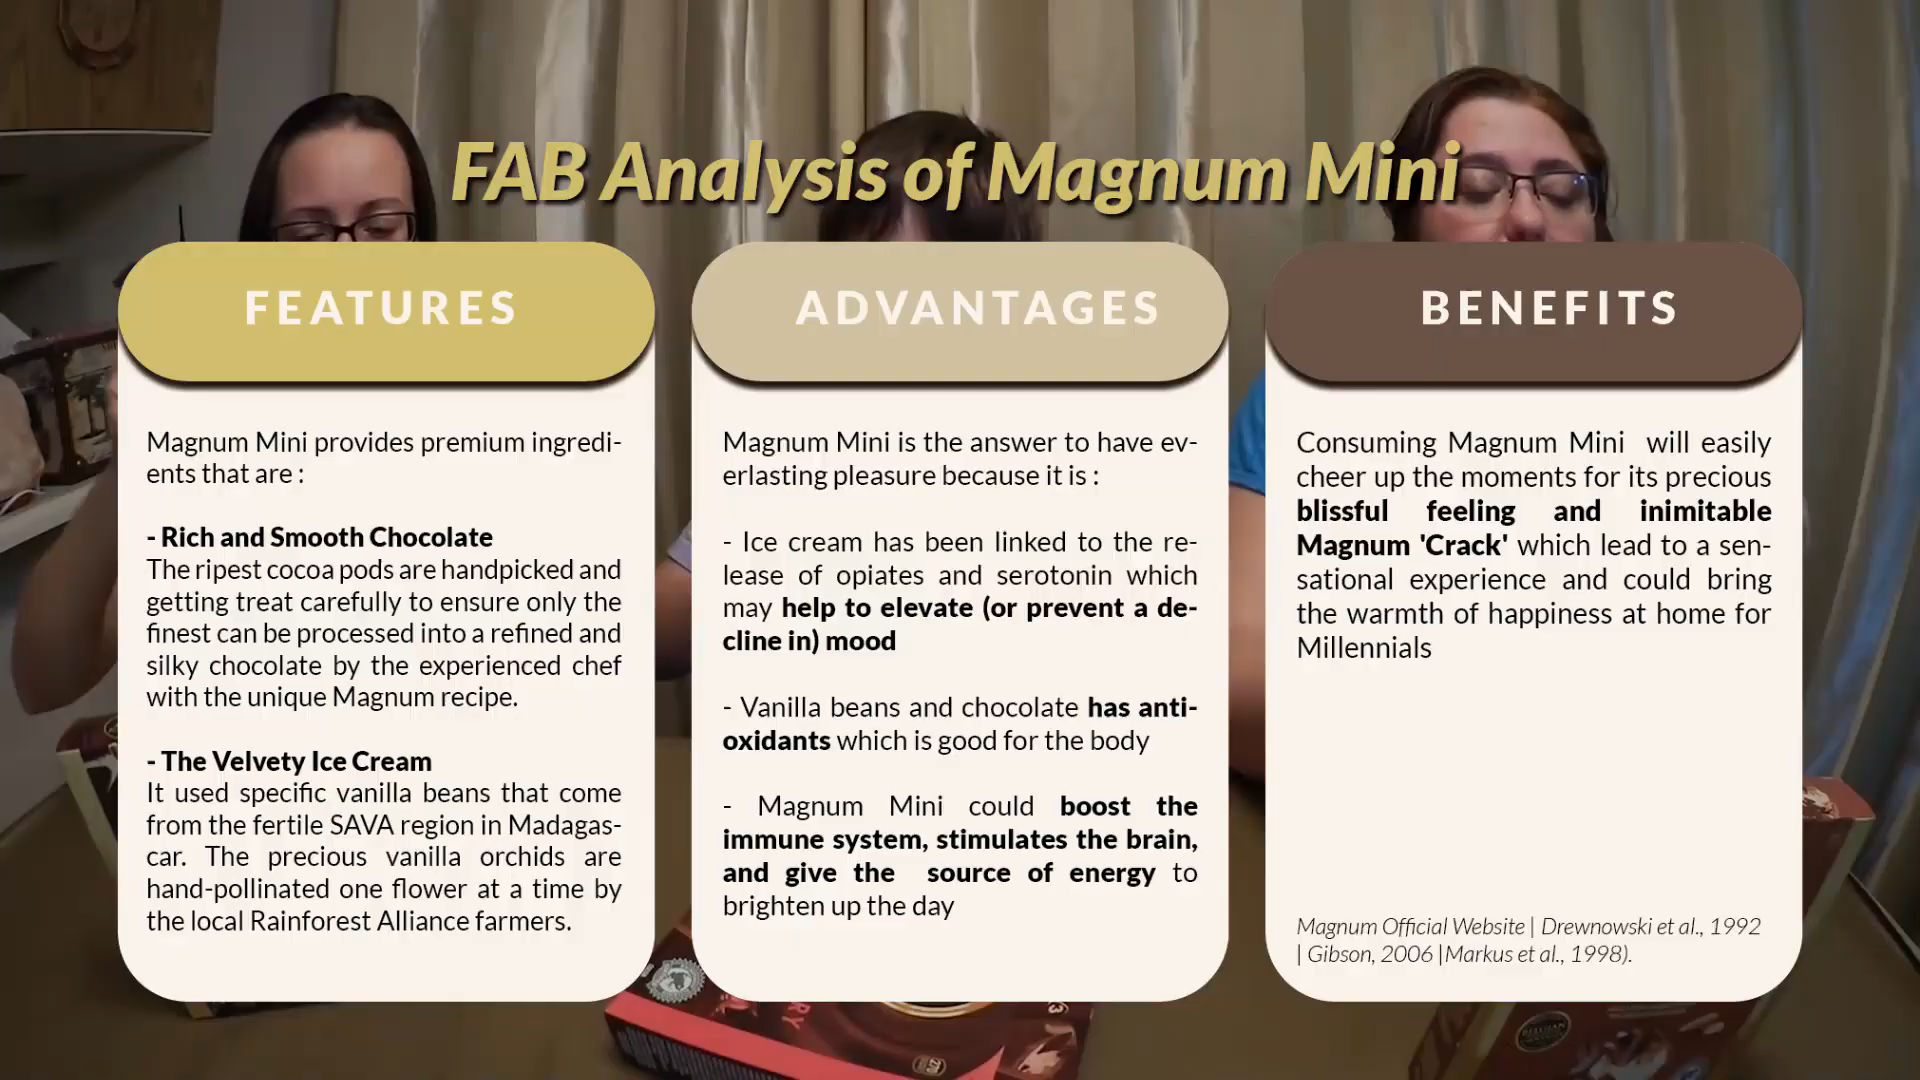 FAB Analysis of Magnum Mini
FEATURES
Magnum Mini provides premium ingredi-
ents that are :
- Rich and Smooth Chocolate
The ripest cocoa pods are handpicked and
getting treat carefully to ensure only the
finest can be processed into a refined and
silky chocolate by the experienced chef
with the unique Magnum recipe.
- The Velvety Ice Cream
It used specific vanilla beans that come
from the fertile SAVA region in Madagas-
car. The precious vanilla orchids are
hand-pollinated one flower at a time by
the local Rainforest Alliance farmers.
ADVANTAGES
Magnum Mini is the answer to have ev-
erlasting pleasure because it is :
- Ice cream has been linked to the re-
lease of opiates and serotonin which
may help to elevate (or prevent a de-
cline in) mood
- Vanilla beans and chocolate has anti-
oxidants which is good for the body
- Magnum Mini could boost the
immune system, stimulates the brain,
and give the source of energy to
brighten up the day
BENEFITS
Consuming Magnum Mini will easily
cheer up the moments for its precious
blissful feeling and inimitable
Magnum 'Crack' which lead to a sen-
sational experience and could bring
the warmth of happiness at home for
Millennials
Magnum Official Website | Drewnowski et al., 1992
| Gibson, 2006 |Markus et al., 1998).